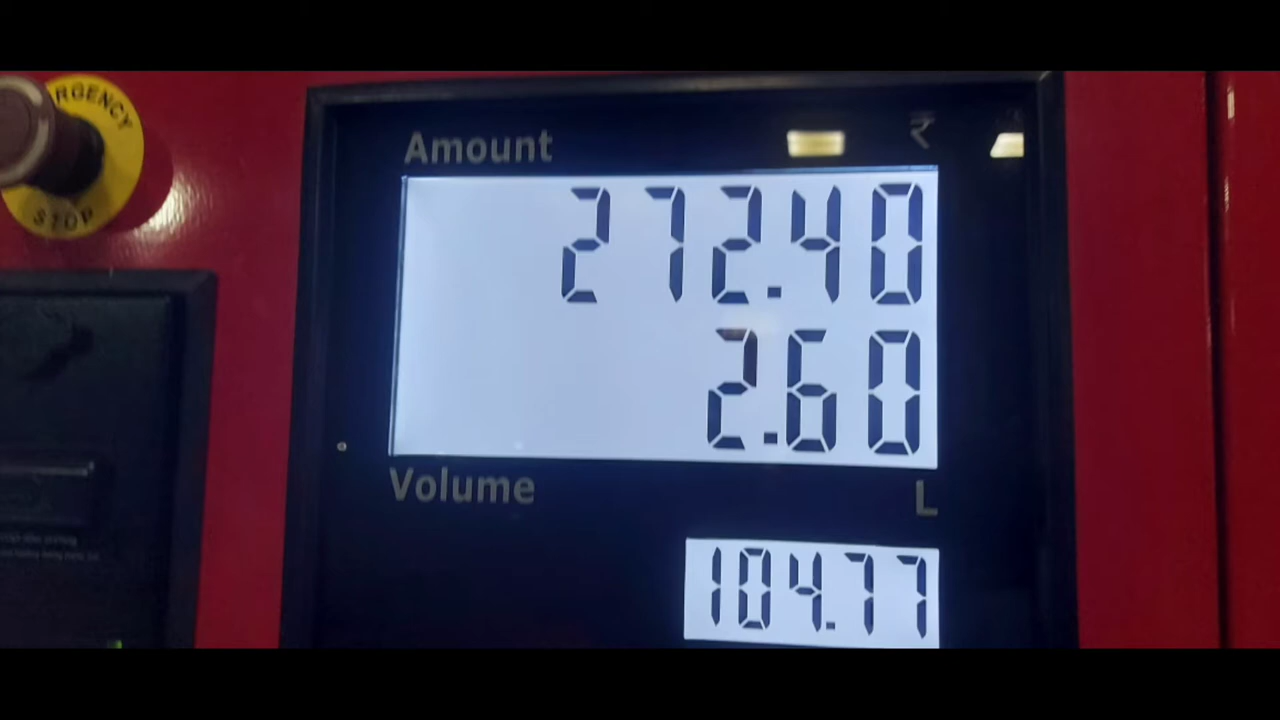 RGENCY
STOP
Amount ₹
272.40
2.60
Volume L
104.77